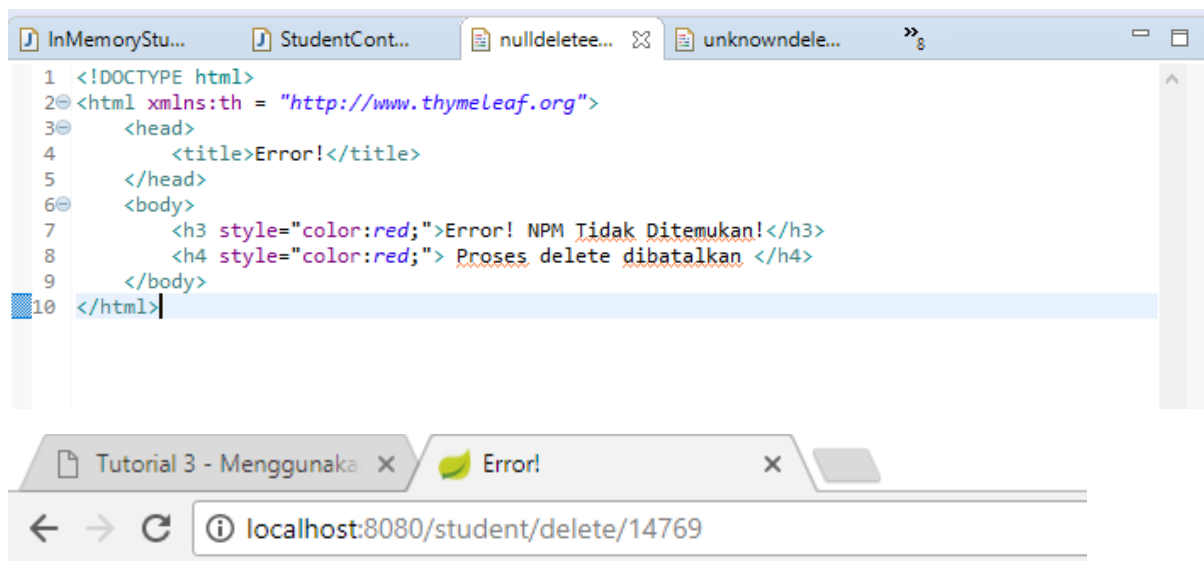 InMemoryStu... StudentCont... nulldeletee... unknowndele... »8
1 <!DOCTYPE html>
2 <html xmlns:th = "http://www.thymeleaf.org">
3 <head>
4 <title>Error!</title>
5 </head>
6 <body>
7 <h3 style="color:red;">Error! NPM Tidak Ditemukan!</h3>
8 <h4 style="color:red;"> Proses delete dibatalkan </h4>
9 </body>
10 </html>
Tutorial 3 - Menggunaka Error!
localhost:8080/student/delete/14769